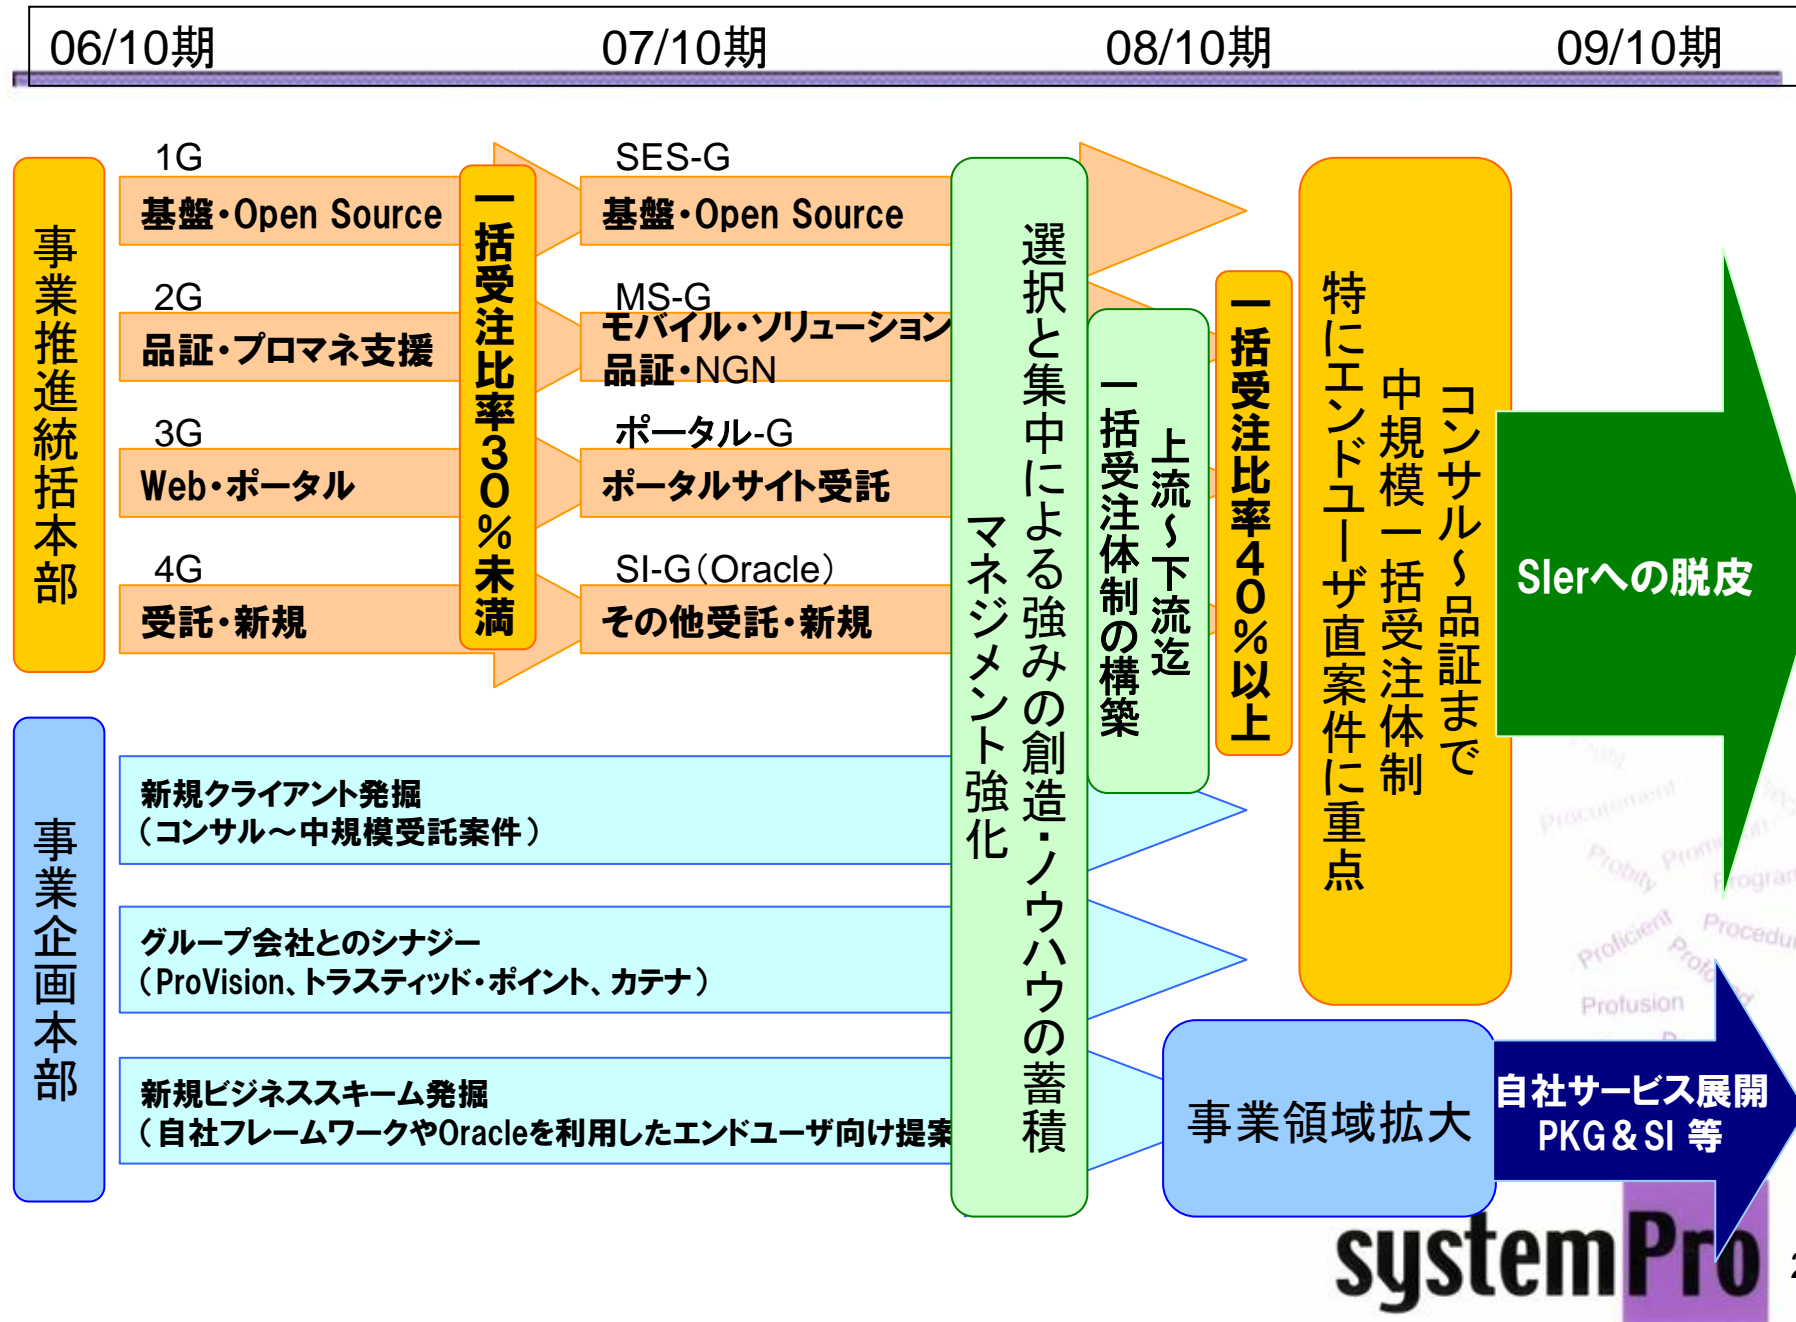 06/10期
07/10期
08/10期
09/10期
事業推進統括本部
1G
基盤・Open Source
2G
品証・プロマネ支援
3G
Web・ポータル
4G
受託・新規
一括受注比率30%未満
SES-G
基盤・Open Source
MS-G
モバイル・ソリューション
品証・NGN
ポータル-G
ポータルサイト受託
SI-G（Oracle）
その他受託・新規
選択と集中による強みの創造・ノウハウの蓄積
マネジメント強化
上流～下流迄
一括受注体制の構築
一括受注比率40%以上
コンサル～品証まで
中規模一括受注体制
特にエンドユーザ直案件に重点
SIerへの脱皮
事業企画本部
新規クライアント発掘
（コンサル～中規模受託案件）
グループ会社とのシナジー
（ProVision、トラスティッド・ポイント、カテナ）
新規ビジネススキーム発掘
（自社フレームワークやOracleを利用したエンドユーザ向け提案
事業領域拡大
自社サービス展開
PKG＆SI 等
Procutement
Probity
Proficient
Procedu
Profusion
systemPro